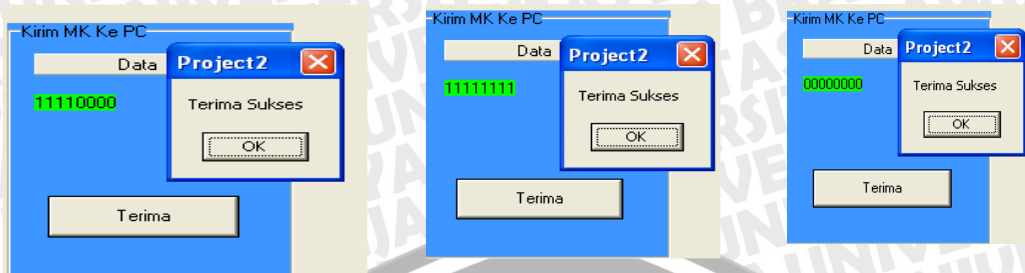 Kirim MK Ke PC
Data
Project2
11110000
Terima Sukses
OK
Terima
Kirim MK Ke PC
Data
Project2
11111111
Terima Sukses
OK
Terima
Kirim MK Ke PC
Data
Project2
00000000
Terima Sukses
OK
Terima